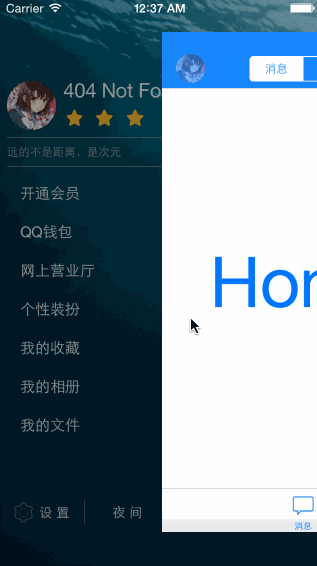 Carrier 12:37 AM
404 Not Fo
远的不是距离，是次元
开通会员
QQ钱包
网上营业厅
个性装扮
我的收藏
我的相册
我的文件
设 置 夜 间
消息
Hor
消息